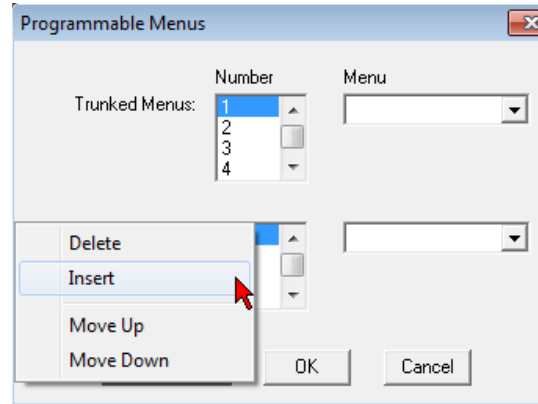 Programmable Menus
Number Menu
Trunked Menus:
1
2
3
4
Delete
Insert
Move Up
Move Down
OK Cancel